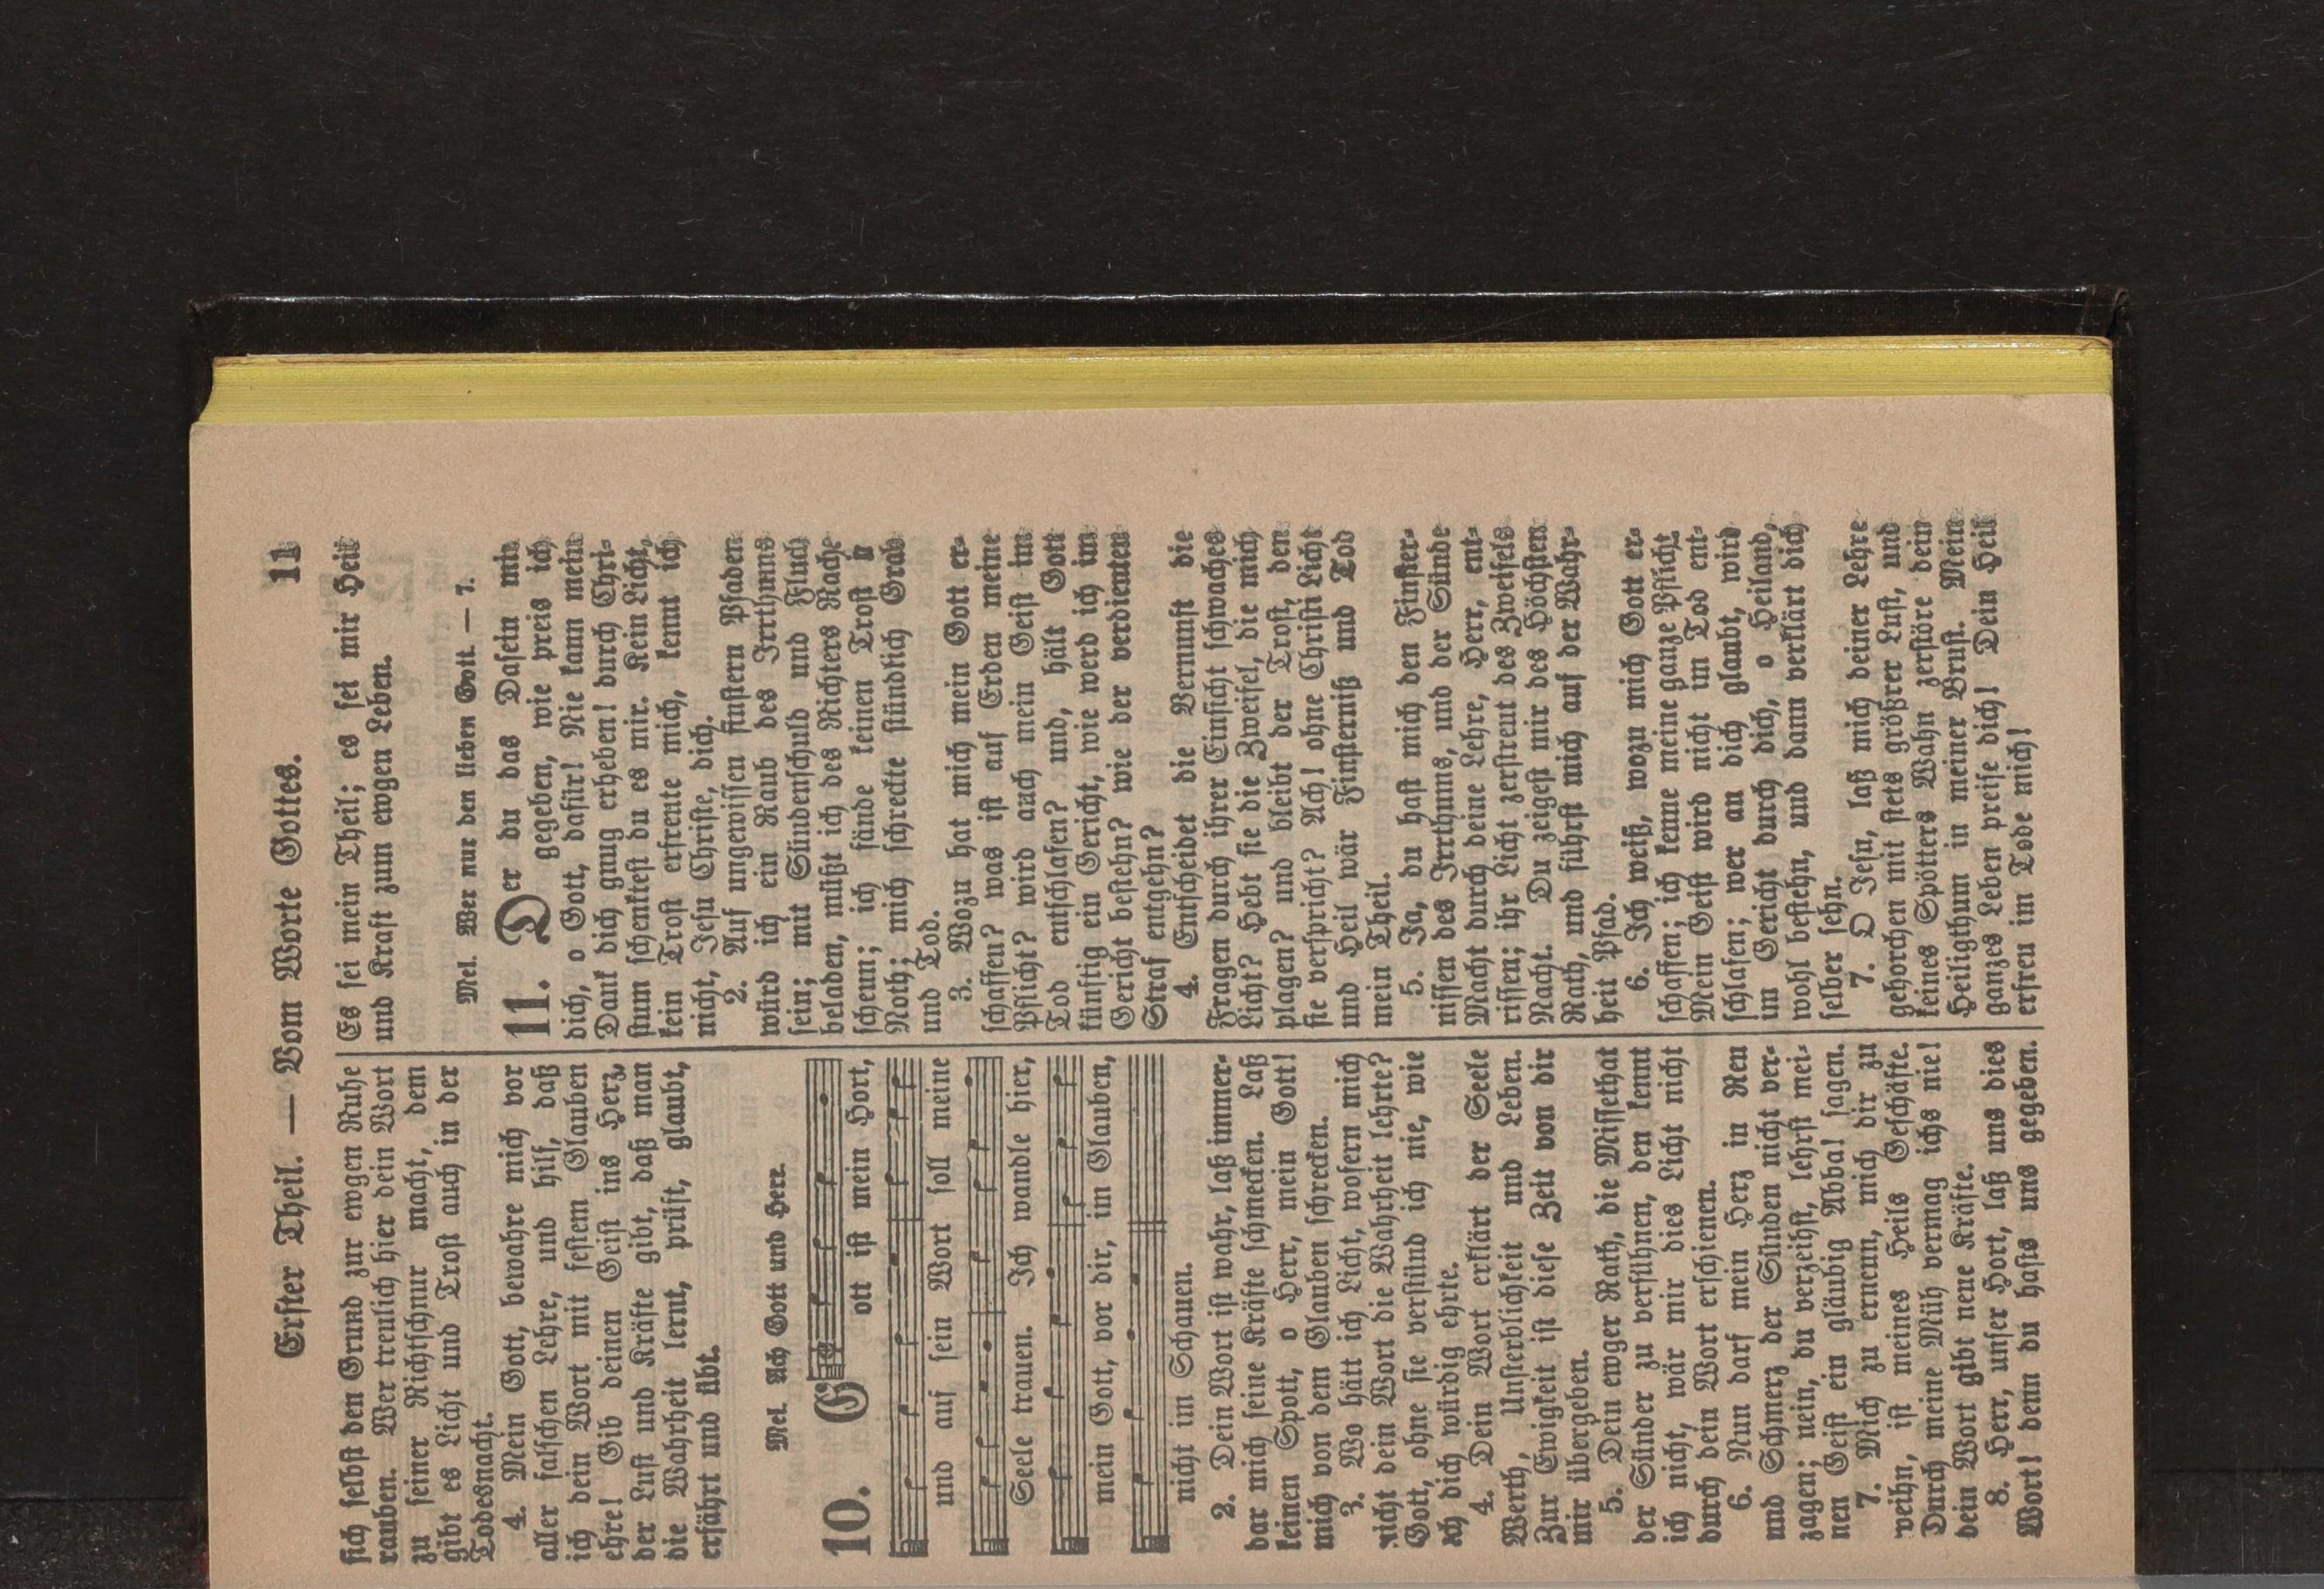 Erster Theil. — Vom Worte Gottes. 11
sich selbst den Grund zur ewgen Ruhe
rauben. Wer treulich hier dein Wort
zu seiner Richtschnur macht, dem
gibt es Licht und Trost auch in der
Todesnacht.
4. Mein Gott, bewahre mich vor
aller falschen Lehre, und hilf, daß
ich dein Wort mit festem Glauben
ehre! Gib deinen Geist ins Herz,
der Lust und Kräfte gibt, daß man
die Wahrheit lernt, prüft, glaubt,
erfährt und übt.
Mel. Ach Gott und Herr.
10. Gott ist mein Hort,
und auf sein Wort soll meine
Seele trauen. Ich wandle hier,
mein Gott, vor dir, im Glauben,
nicht im Schauen.
2. Dein Wort ist wahr, laß immer-
dar mich seine Kräfte schmecken. Laß
keinen Spott, o Herr, mein Gott!
mich von dem Glauben schrecken.
3. Wo hätt ich Licht, wofern mich
nicht dein Wort die Wahrheit lehrte?
Gott, ohne sie verstünd ich nie, wie
ich dich würdig ehrte.
4. Dein Wort erklärt der Seele
Werth, Unsterblichkeit und Leben.
Zur Ewigkeit ist diese Zeit von dir
mir übergeben.
5. Dein ewger Rath, die Missethat
der Sünder zu versühnen, den kennt
ich nicht, wär mir dies Licht nicht
durch dein Wort erschienen.
6. Nun darf mein Herz in Reu
und Schmerz der Sünden nicht ver-
zagen; nein, du verzeihst, lehrst mei-
nen Geist ein gläubig Abba! sagen.
7. Mich zu erneun, mich dir zu
weihn, ist meines Heils Geschäfte.
Durch meine Müh vermag ichs nie!
dein Wort gibt neue Kräfte.
8. Herr, unser Hort, laß uns dies
Wort! denn du hasts uns gegeben.
Es sei mein Theil; es sei mir Heil
und Kraft zum ewgen Leben.
Mel. Wer nur den lieben Gott. — 7.
11. Der du das Dasein mir
gegeben, wie preis ich
dich, o Gott, dafür! Nie kann mein
Dank dich gnug erheben! durch Chri-
stum schenktest du es mir. Kein Licht,
kein Trost erfreute mich, kennt ich
nicht, Jesu Christe, dich.
2. Auf ungewissen finstern Pfaden
würd ich ein Raub des Irrthums
sein; mit Sündenschuld und Fluch
beladen, müßt ich des Richters Rache
scheun; ich fände keinen Trost in
Noth; mich schreckte stündlich Grab
und Tod.
3. Wozu hat mich mein Gott er-
schaffen? was ist auf Erden meine
Pflicht? wird auch mein Geist im
Tod entschlafen? und, hält Gott
künftig ein Gericht, wie werd ich im
Gericht bestehn? wie der verdienten
Straf entgehn?
4. Entscheidet die Vernunft die
Fragen durch ihrer Einsicht schwaches
Licht? Hebt sie die Zweifel, die mich
plagen? und bleibt der Trost, den
sie verspricht? Ach! ohne Christi Licht
und Heil wär Finsterniß und Tod
mein Theil.
5. Ja, du hast mich den Finster-
nissen des Irrthums, und der Sünde
Macht durch deine Lehre, Herr, ent-
rissen; ihr Licht zerstreut des Zweifels
Nacht. Du zeigest mir des Höchsten
Rath, und führst mich auf der Wahr-
heit Pfad.
6. Ich weiß, wozu mich Gott er-
schaffen; ich kenne meine ganze Pflicht.
Mein Geist wird nicht im Tod ent-
schlafen; wer an dich glaubt, wird
im Gericht durch dich, o Heiland,
wohl bestehn, und dann verklärt dich
selber sehn.
7. O Jesu, laß mich deiner Lehre
gehorchen mit stets größrer Lust, und
keines Spötters Wahn zerstöre dein
Heiligthum in meiner Brust. Mein
ganzes Leben preise dich! Dein Heil
erfreu im Tode mich!